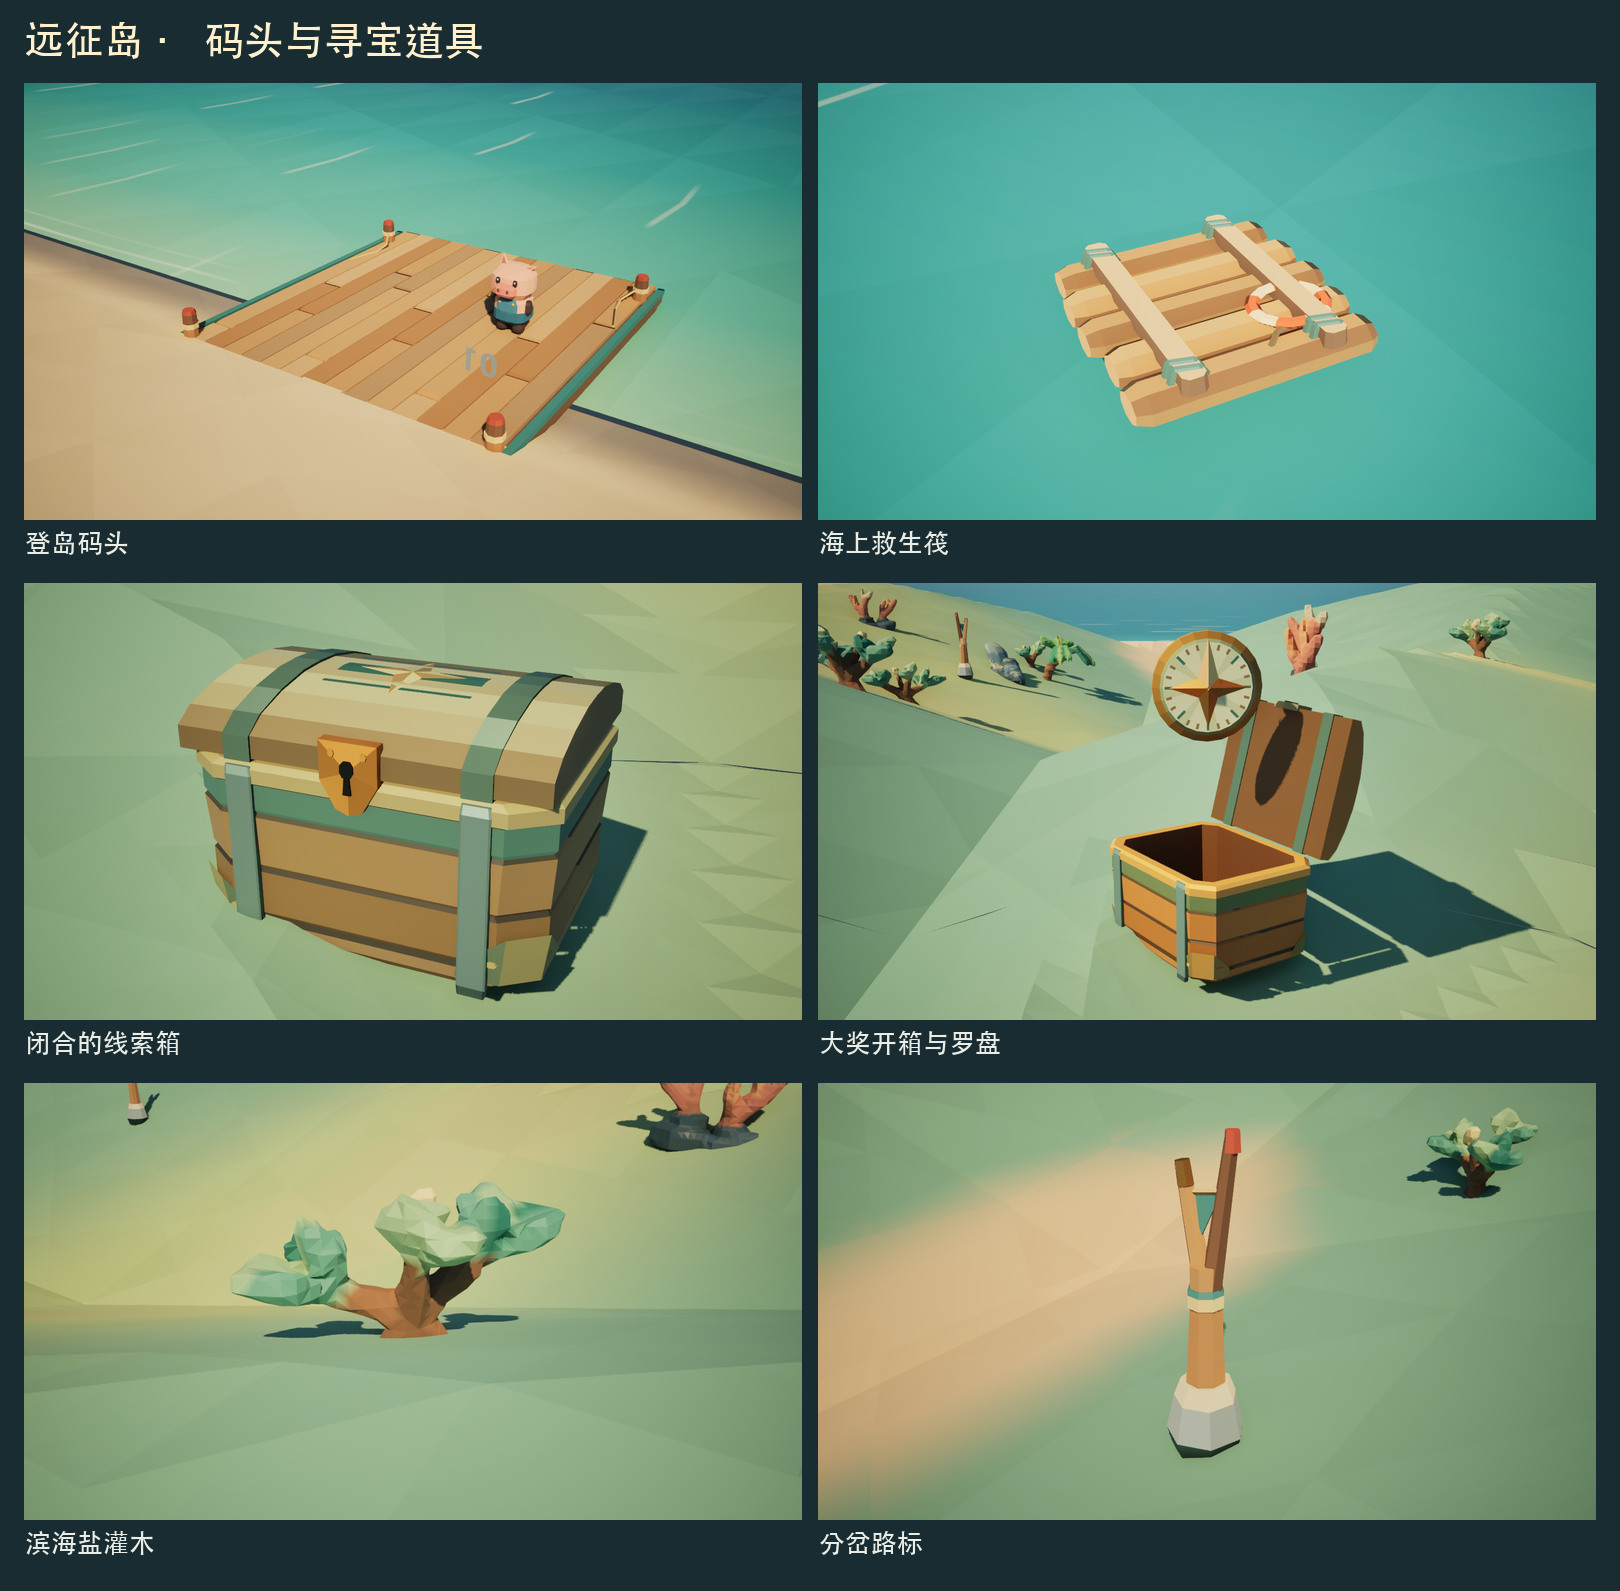 远征岛 · 码头与寻宝道具
10
登岛码头
海上救生筏
闭合的线索箱
大奖开箱与罗盘
滨海盐灌木
分岔路标